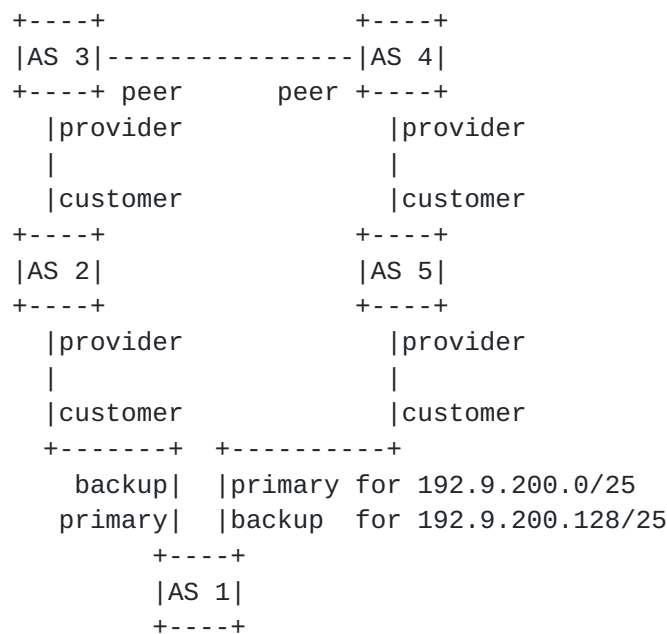 +----+                +----+
|AS 3|----------------|AS 4|
+----+ peer      peer +----+
  |provider             |provider
  |                     |
  |customer             |customer
+----+                +----+
|AS 2|                |AS 5|
+----+                +----+
  |provider             |provider
  |                     |
  |customer             |customer
  +-------+  +----------+
    backup|  |primary for 192.9.200.0/25
   primary|  |backup  for 192.9.200.128/25
         +----+
         |AS 1|
         +----+